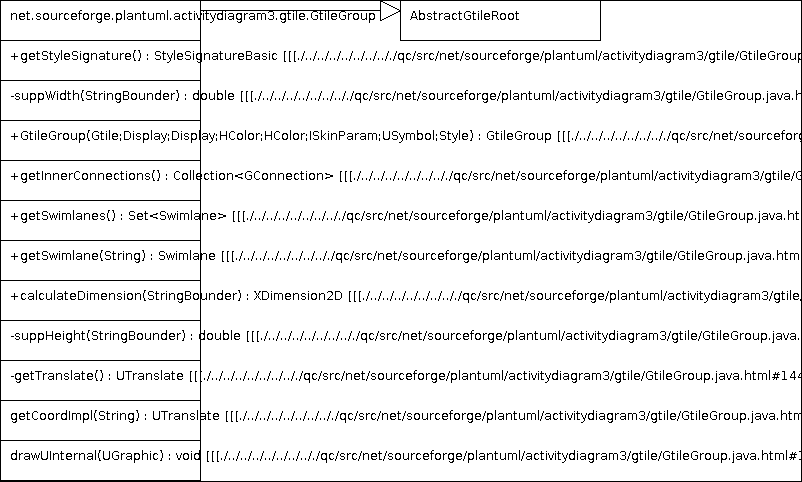 net.sourceforge.plantuml.activitydiagram3.gtile.GtileGroup
AbstractGtileRoot
+getStyleSignature() : StyleSignatureBasic [[[./../../../../../../../qc/src/net/sourceforge/plantuml/activitydiagram3/gtile/GtileGroup
-suppWidth(StringBounder) : double [[[./../../../../../../../qc/src/net/sourceforge/plantuml/activitydiagram3/gtile/GtileGroup.java.h
+GtileGroup(Gtile;Display;Display;HColor;HColor;ISkinParam;USymbol;Style) : GtileGroup [[[./../../../../../../../qc/src/net/sourceforg
+getInnerConnections() : Collection<GConnection> [[[./../../../../../../../qc/src/net/sourceforge/plantuml/activitydiagram3/gtile/G
+getSwimlanes() : Set<Swimlane> [[[./../../../../../../../qc/src/net/sourceforge/plantuml/activitydiagram3/gtile/GtileGroup.java.ht
+getSwimlane(String) : Swimlane [[[./../../../../../../../qc/src/net/sourceforge/plantuml/activitydiagram3/gtile/GtileGroup.java.htm
+calculateDimension(StringBounder) : XDimension2D [[[./../../../../../../../qc/src/net/sourceforge/plantuml/activitydiagram3/gtile/
-suppHeight(StringBounder) : double [[[./../../../../../../../qc/src/net/sourceforge/plantuml/activitydiagram3/gtile/GtileGroup.java.
-getTranslate() : UTranslate [[[./../../../../../../../qc/src/net/sourceforge/plantuml/activitydiagram3/gtile/GtileGroup.java.html#144
getCoordImpl(String) : UTranslate [[[./../../../../../../../qc/src/net/sourceforge/plantuml/activitydiagram3/gtile/GtileGroup.java.htm
drawUInternal(UGraphic) : void [[[./../../../../../../../qc/src/net/sourceforge/plantuml/activitydiagram3/gtile/GtileGroup.java.html#1